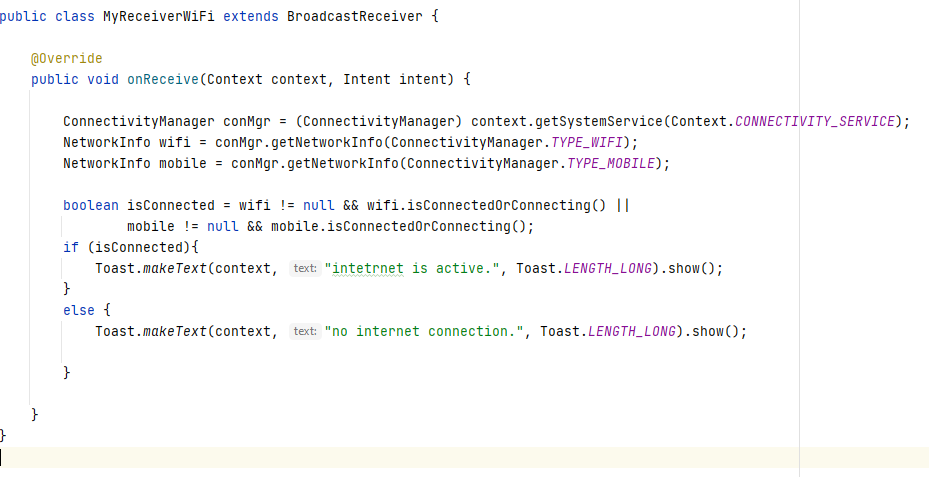 public class MyReceiverWiFi extends BroadcastReceiver {
@Override
public void onReceive(Context context, Intent intent) {
ConnectivityManager conMgr = (ConnectivityManager) context.getSystemService(Context.CONNECTIVITY_SERVICE);
NetworkInfo wifi = conMgr.getNetworkInfo(ConnectivityManager.TYPE_WIFI);
NetworkInfo mobile = conMgr.getNetworkInfo(ConnectivityManager.TYPE_MOBILE);
boolean isConnected = wifi != null && wifi.isConnectedOrConnecting() ||
mobile != null && mobile.isConnectedOrConnecting();
if (isConnected){
Toast.makeText(context, text: "intetrnet is active.", Toast.LENGTH_LONG).show();
}
else {
Toast.makeText(context, text: "no internet connection.", Toast.LENGTH_LONG).show();
}
}
}